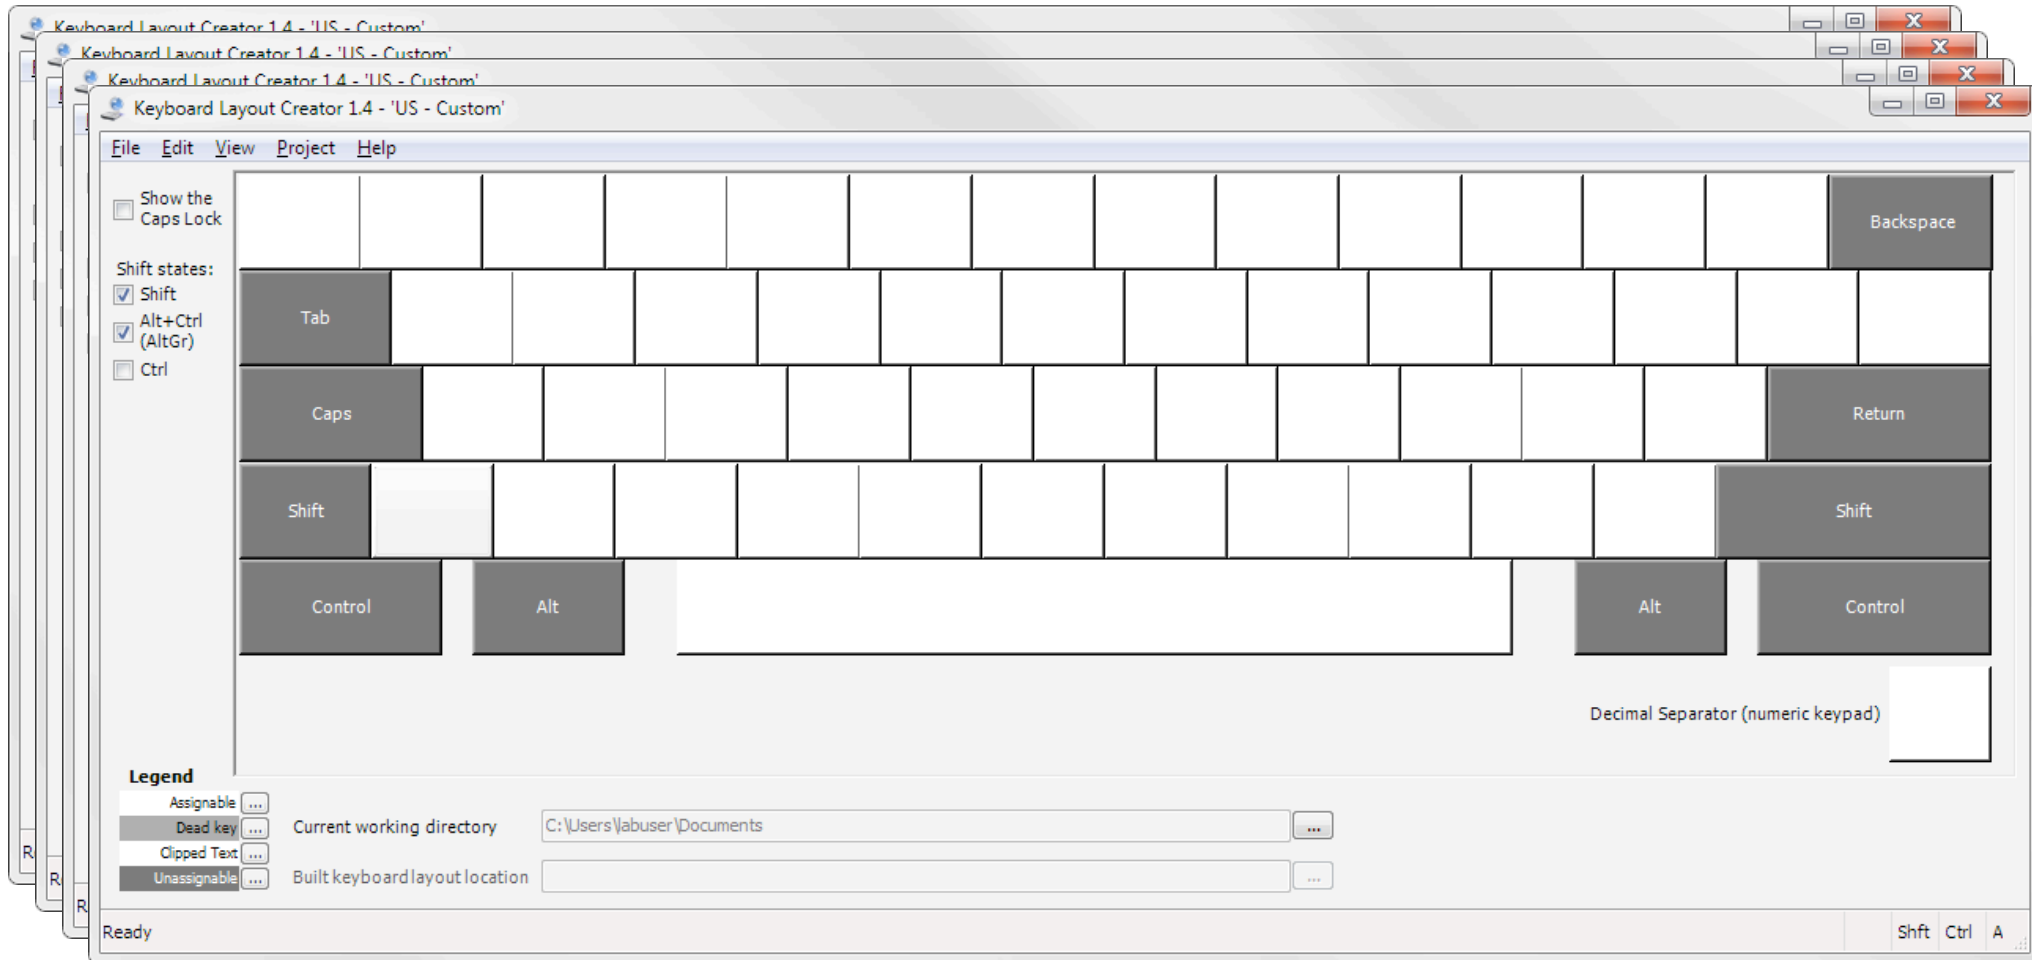 Keyboard Layout Creator 1.4 - 'US - Custom'
Keyboard Layout Creator 1.4 - 'US - Custom'
Keyboard Layout Creator 1.4 - 'US - Custom'
Keyboard Layout Creator 1.4 - 'US - Custom'
File Edit View Project Help
Show the
Caps Lock
Shift states:
Shift
Alt+Ctrl
(AltGr)
Ctrl
Backspace
Tab
Caps
Return
Shift
Shift
Control
Alt
Alt
Control
Decimal Separator (numeric keypad)
Legend
Assignable ...
Dead key ...
Clipped Text ...
Unassignable ...
Current working directory
C:\Users\labuser\Documents
...
Built keyboard layout location
...
R
R
R
Ready
Shft Ctrl A